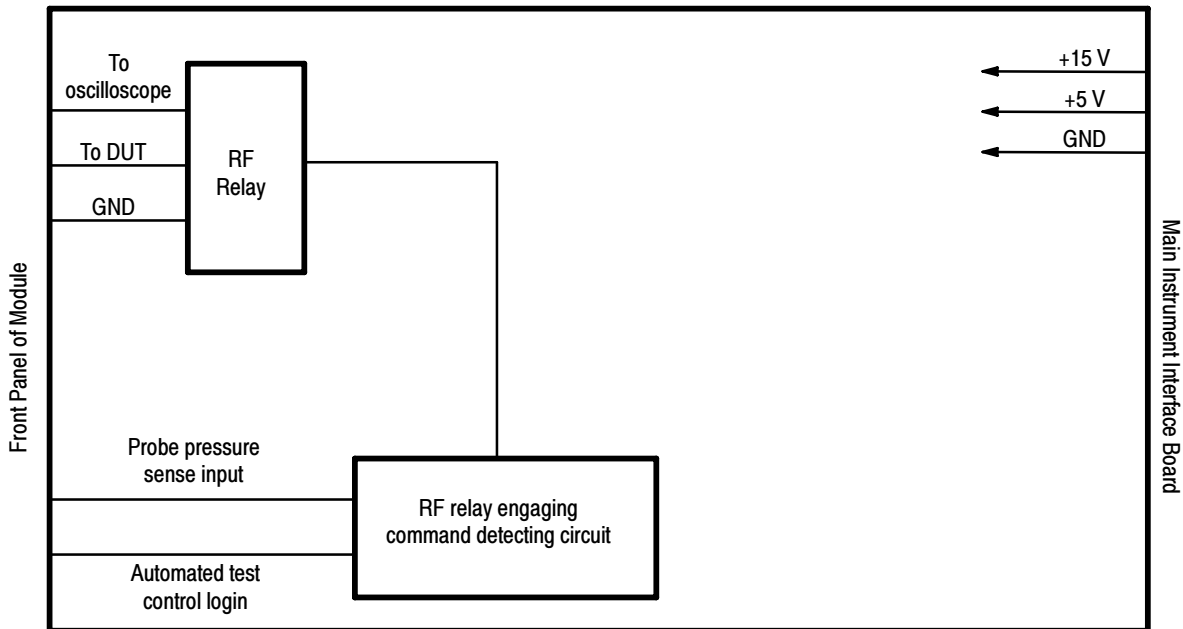 To
oscilloscope
To DUT
GND
RF
Relay
+15 V
+5 V
GND
Front Panel of Module
Main Instrument Interface Board
Probe pressure
sense input
RF relay engaging
command detecting circuit
Automated test
control login